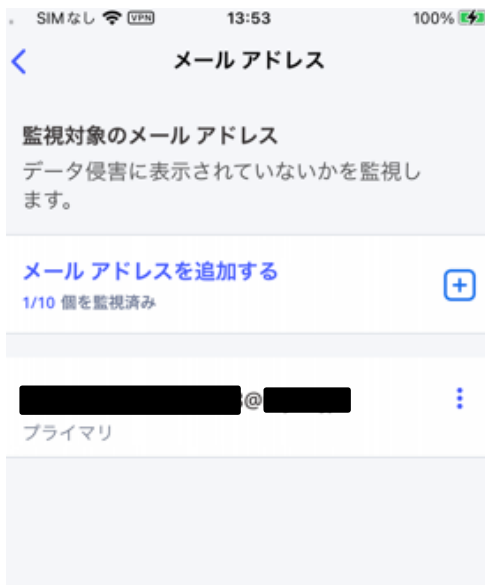 SIMなし VPN 13:53 100%
メール アドレス
監視対象のメール アドレス
データ侵害に表示されていないかを監視し
ます。
メール アドレスを追加する
1/10 個を監視済み
@
プライマリ